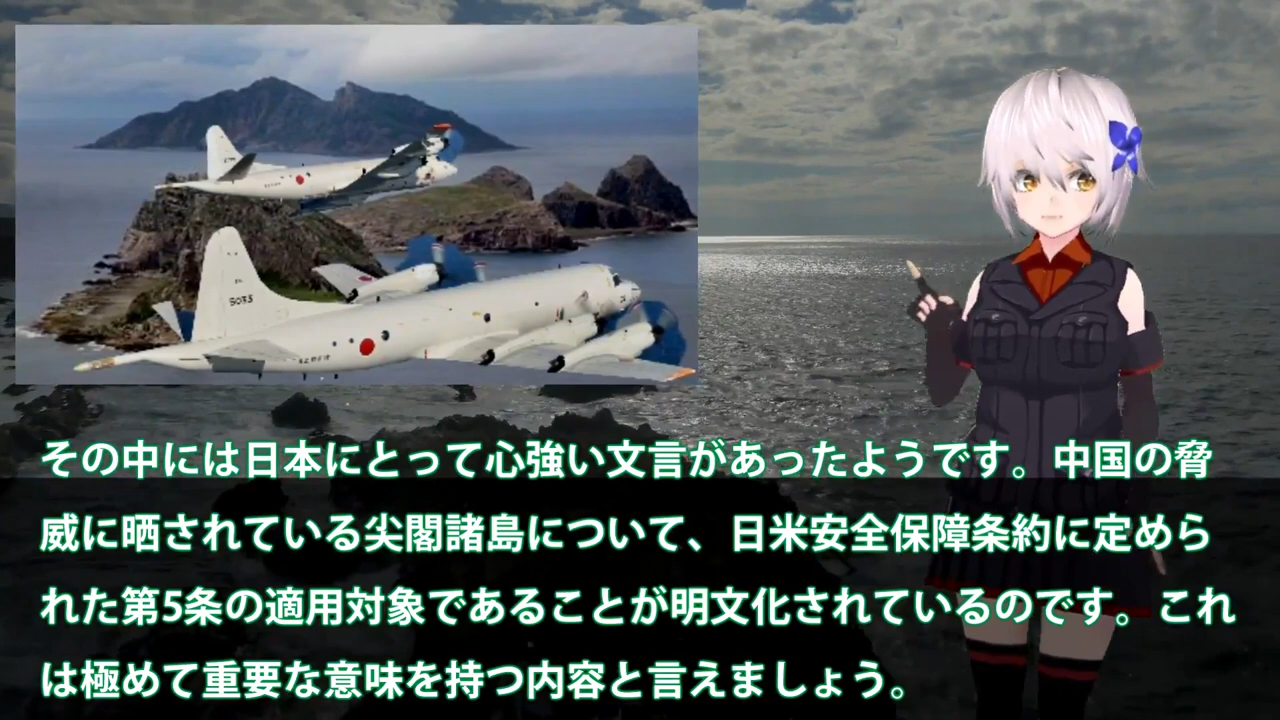 5033
その中には日本にとって心強い文言があったようです。中国の脅
威に晒されている尖閣諸島について、日米安全保障条約に定めら
れた第5条の適用対象であることが明文化されているのです。これ
は極めて重要な意味を持つ内容と言えましょう。